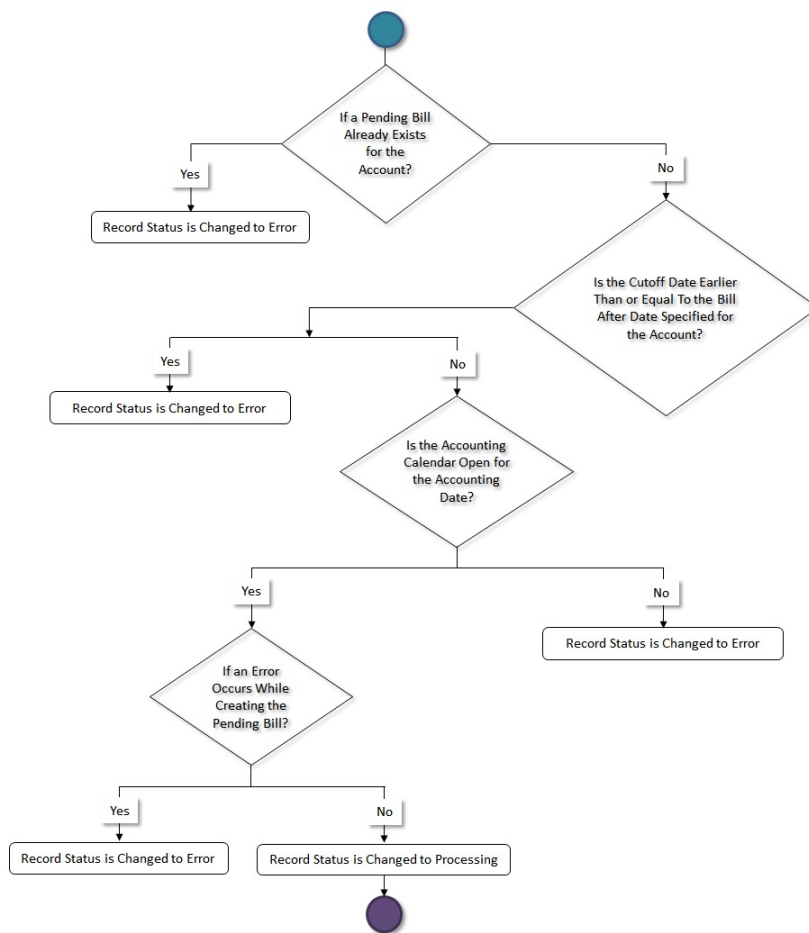 If a Pending Bill
Already Exists
for the
Account?
Yes
No
Record Status is Changed to Error
Is the Cutoff Date Earlier
Than or Equal To the Bill
After Date Specified for
the Account?
Yes
No
Record Status is Changed to Error
Is the Accounting
Calendar Open for
the Accounting
Date?
Yes
No
Record Status is Changed to Error
If an Error
Occurs While
Creating the
Pending Bill?
Yes
No
Record Status is Changed to Error
Record Status is Changed to Processing